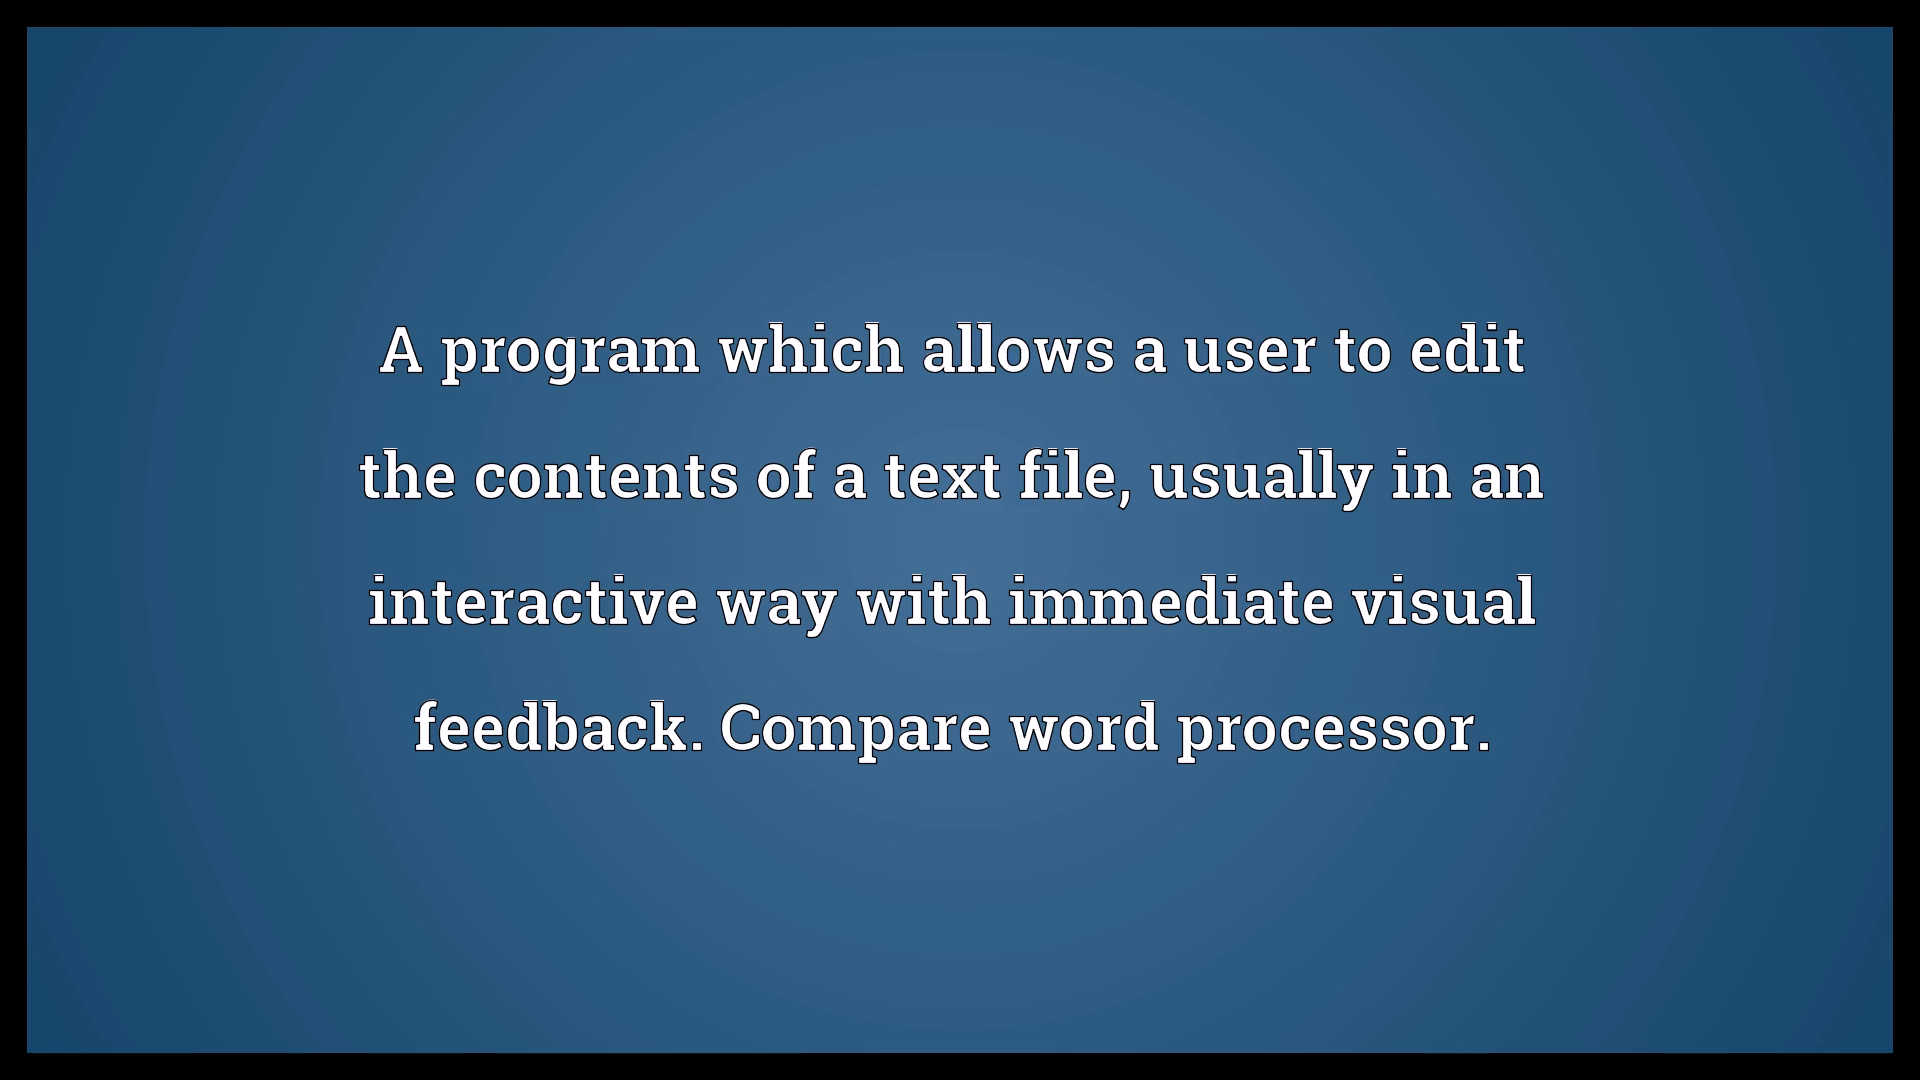 A program which allows a user to edit
the contents of a text file, usually in an
interactive way with immediate visual
feedback. Compare word processor.